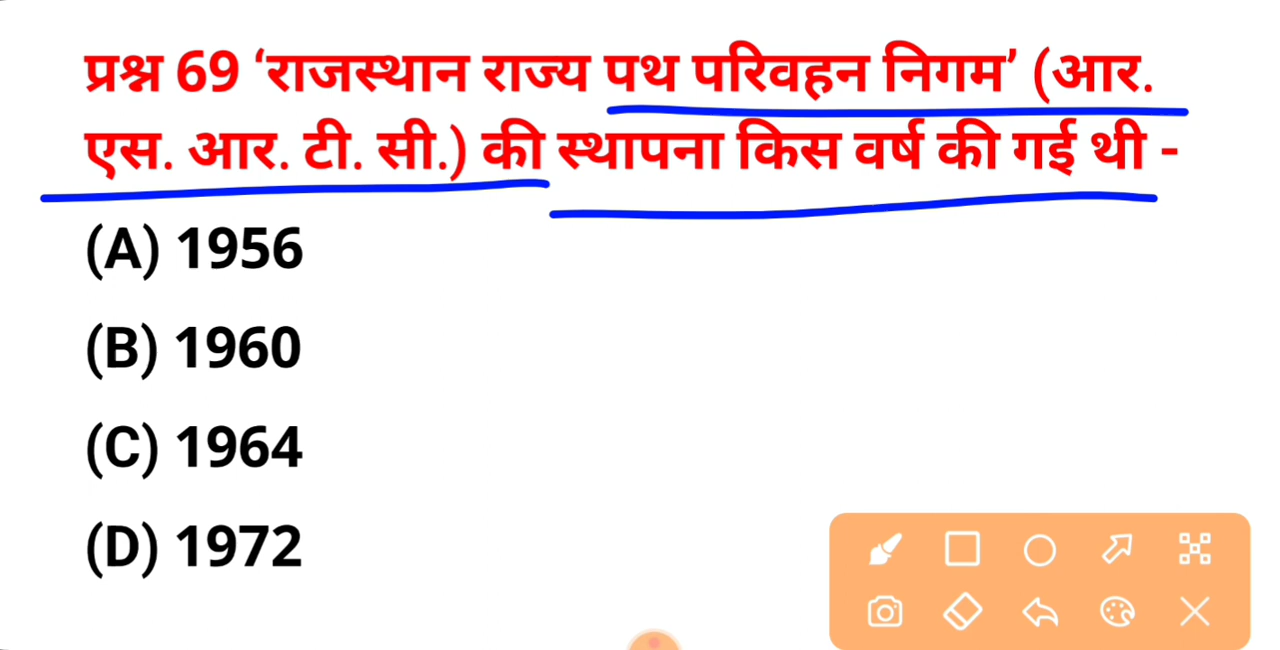 प्रश्न 69 ‘राजस्थान राज्य पथ परिवहन निगम’ (आर.
एस. आर. टी. सी.) की स्थापना किस वर्ष की गई थी -
(A) 1956
(B) 1960
(C) 1964
(D) 1972